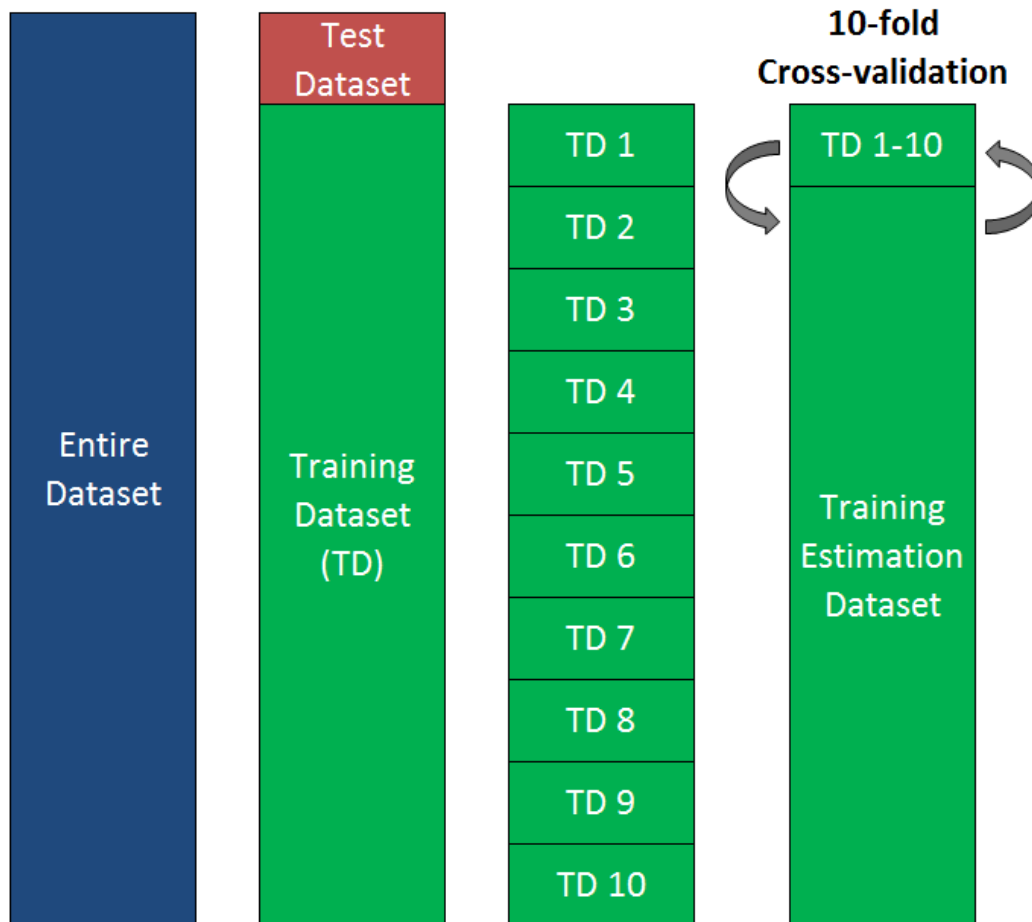 Entire
Dataset
Test
Dataset
Training
Dataset
(TD)
TD 1
TD 2
TD 3
TD 4
TD 5
TD 6
TD 7
TD 8
TD 9
TD 10
10-fold
Cross-validation
TD 1-10
Training
Estimation
Dataset